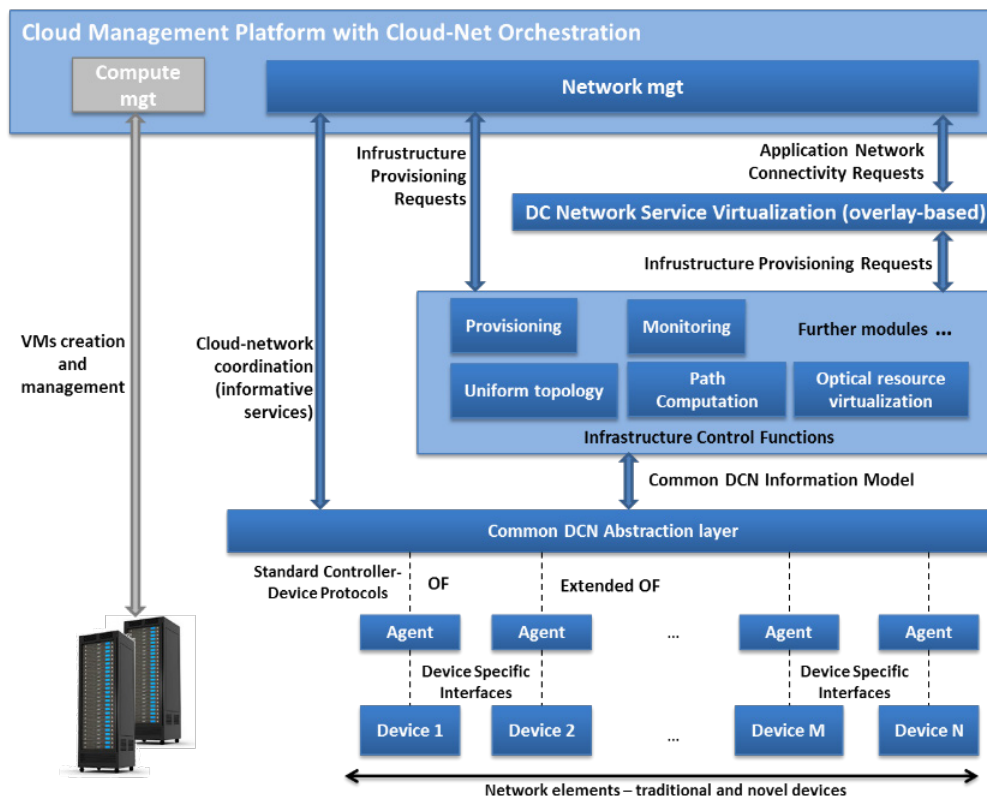 Cloud Management Platform with Cloud-Net Orchestration
Compute
mgt
Network mgt
Infrustructure
Provisioning
Requests
Application Network
Connectivity Requests
DC Network Service Virtualization (overlay-based)
Infrustructure Provisioning Requests
Provisioning
Monitoring
Further modules ...
VMs creation
and
management
Cloud-network
coordination
(informative
services)
Uniform topology
Path
Computation
Optical resource
virtualization
Infrastructure Control Functions
Common DCN Information Model
Common DCN Abstraction layer
Standard Controller-
Device Protocols
OF
Extended OF
Agent
Agent
...
Agent
Agent
Device Specific
Interfaces
Device Specific
Interfaces
Device 1
Device 2
...
Device M
Device N
Network elements – traditional and novel devices